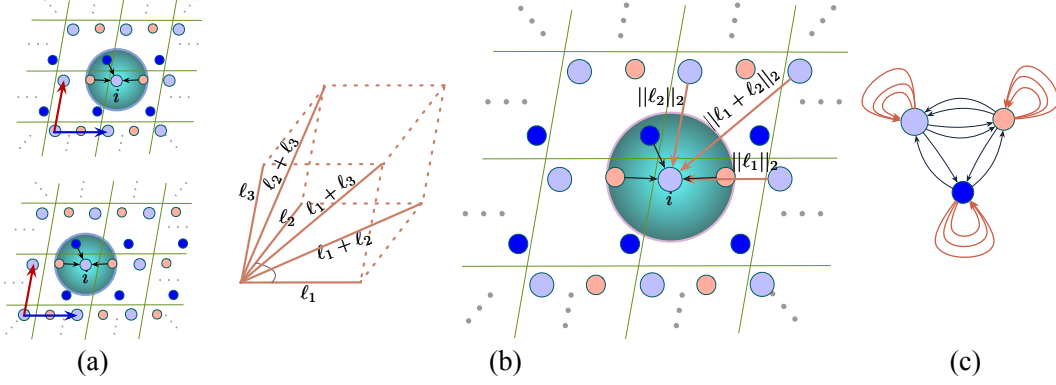 i
i
(a)
ℓ₃
ℓ₂ + ℓ₃
ℓ₂
ℓ₁ + ℓ₃
ℓ₁ + ℓ₂
ℓ₁
||ℓ₂||₂
||ℓ₁ + ℓ₂||₂
||ℓ₁||₂
i
(b)
(c)